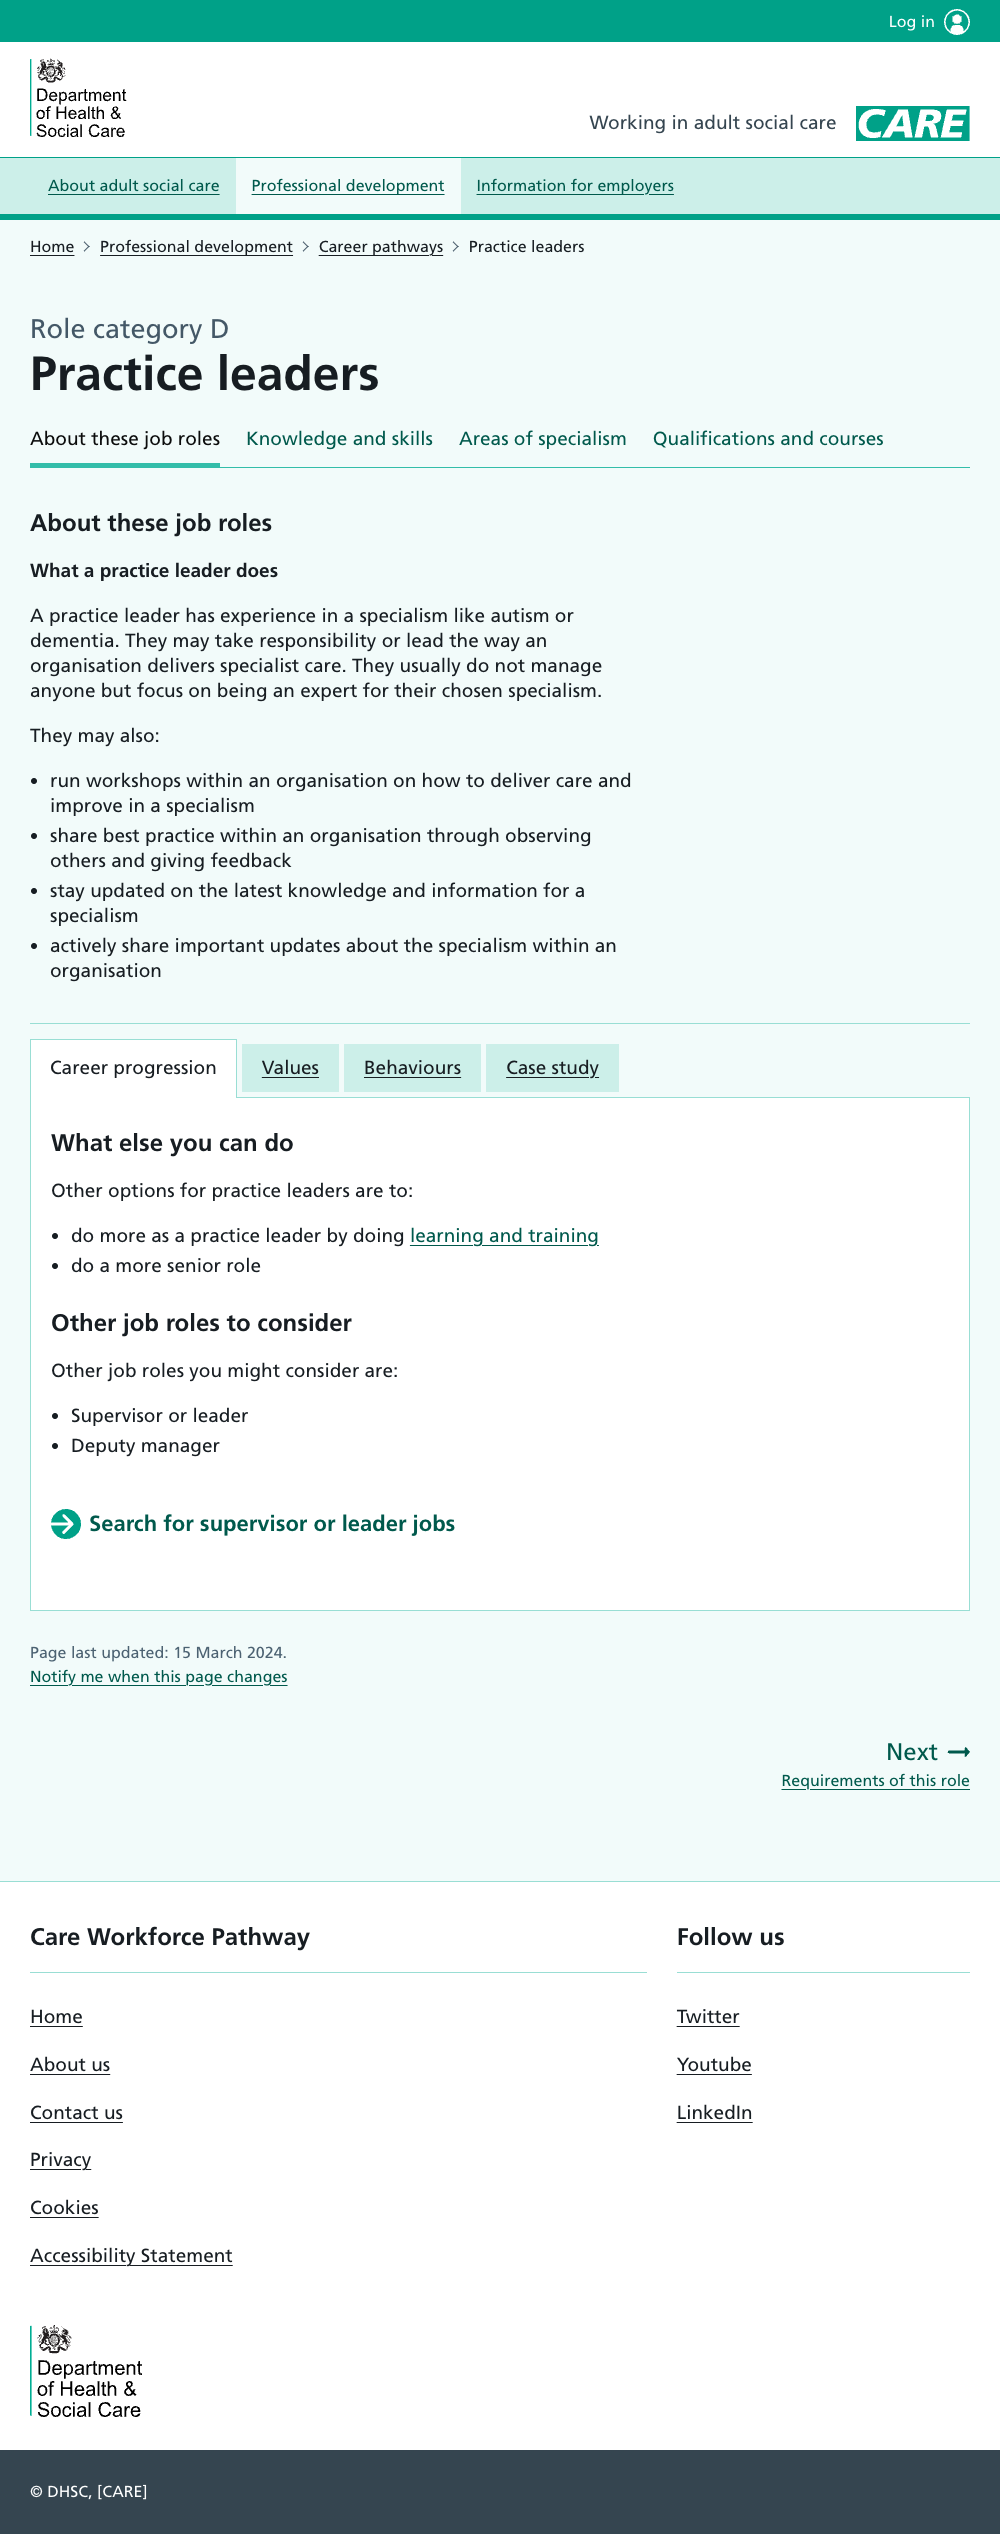 Log in
Department
of Health &
Social Care
Working in adult social care
CARE
About adult social care
Professional development
Information for employers
Home
Professional development
Career pathways
Practice leaders
Role category D
Practice leaders
About these job roles
Knowledge and skills
Areas of specialism
Qualifications and courses
About these job roles
What a practice leader does
A practice leader has experience in a specialism like autism or
dementia. They may take responsibility or lead the way an
organisation delivers specialist care. They usually do not manage
anyone but focus on being an expert for their chosen specialism.
They may also:
• run workshops within an organisation on how to deliver care and
improve in a specialism
• share best practice within an organisation through observing
others and giving feedback
• stay updated on the latest knowledge and information for a
specialism
• actively share important updates about the specialism within an
organisation
Career progression
Values
Behaviours
Case study
What else you can do
Other options for practice leaders are to:
• do more as a practice leader by doing learning and training
• do a more senior role
Other job roles to consider
Other job roles you might consider are:
• Supervisor or leader
• Deputy manager
Search for supervisor or leader jobs
Page last updated: 15 March 2024.
Notify me when this page changes
Next
Requirements of this role
Care Workforce Pathway
Home
About us
Contact us
Privacy
Cookies
Accessibility Statement
Follow us
Twitter
Youtube
LinkedIn
Department
of Health &
Social Care
© DHSC, [CARE]